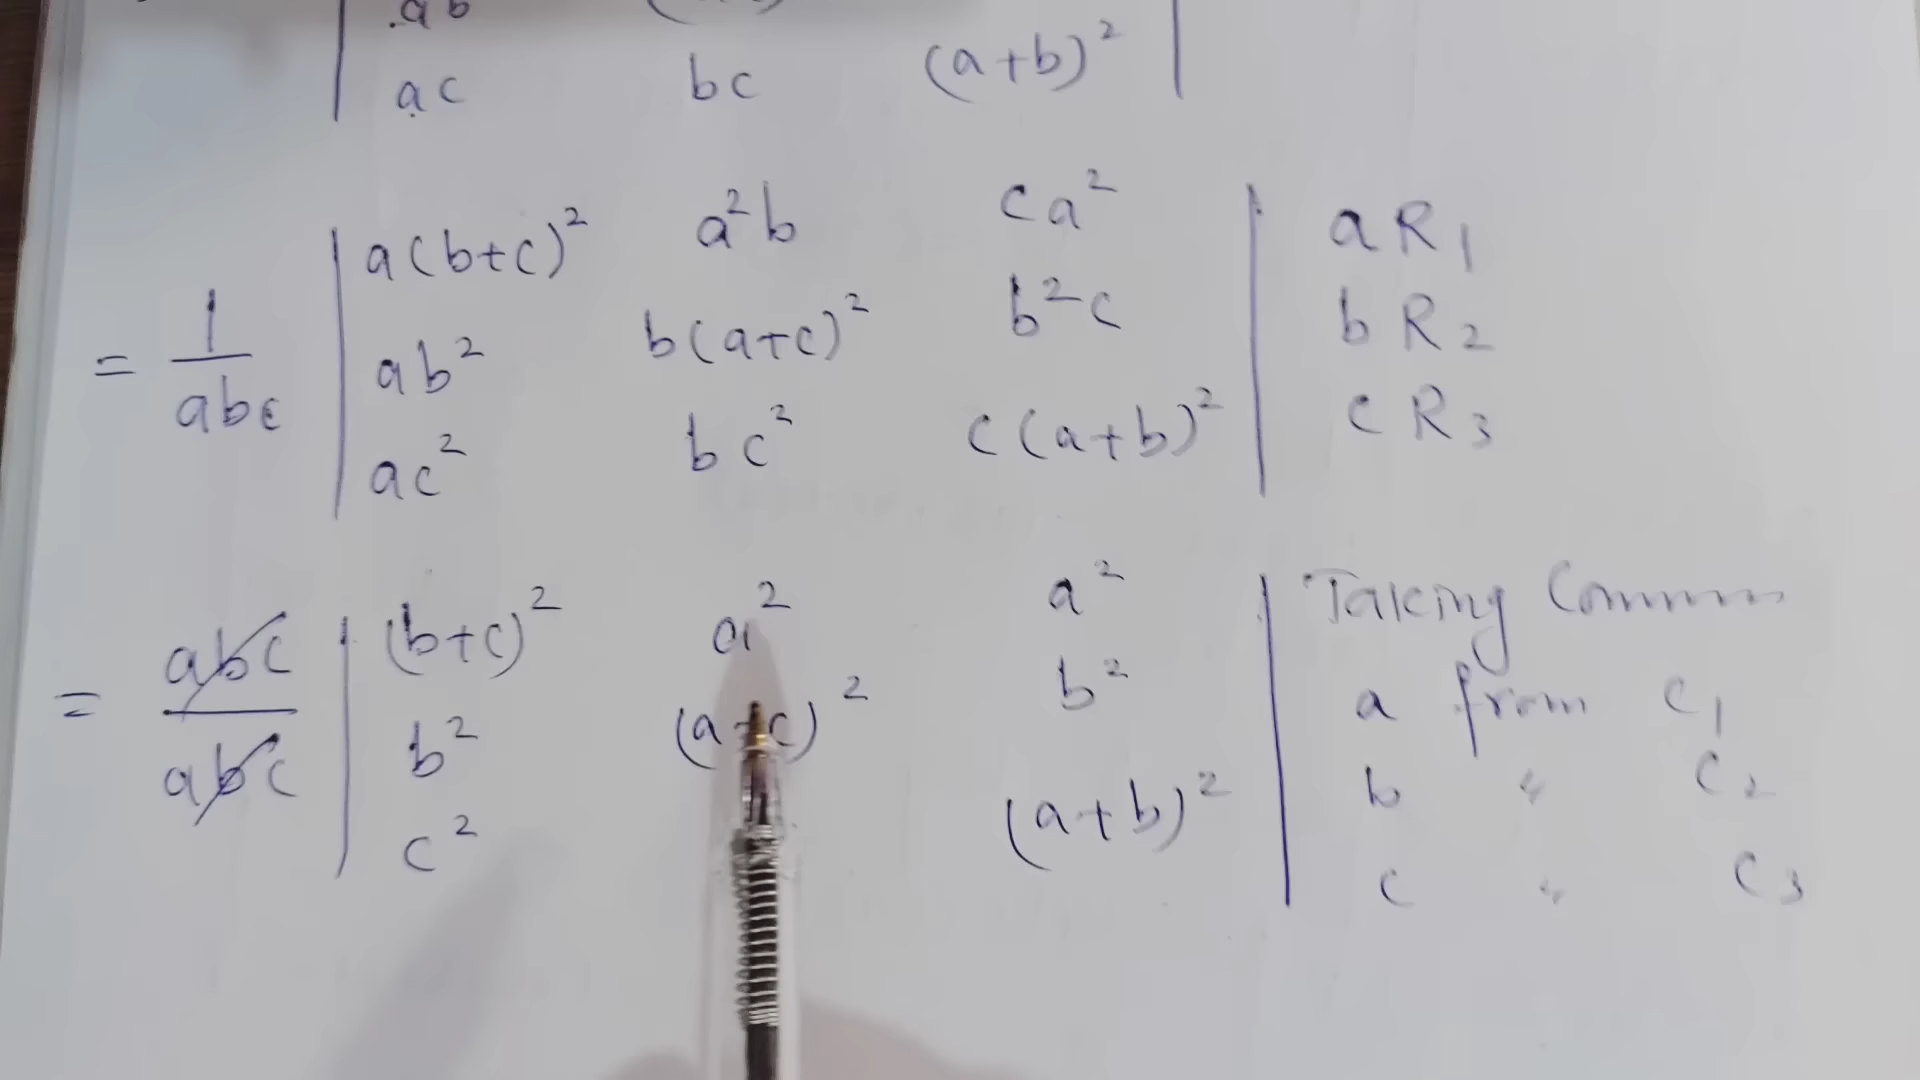 ab
ac bc (a+b)²
= 1/abc | a(b+c)² a²b ca² | aR₁
ab² b(a+c)² b²c bR₂
ac² bc² c(a+b)² cR₃
= abc/abc | (b+c)² a² a² | Taking Common
b² (a+c)² b² a from C₁
c² (a+b)² b " C₂
c " C₃